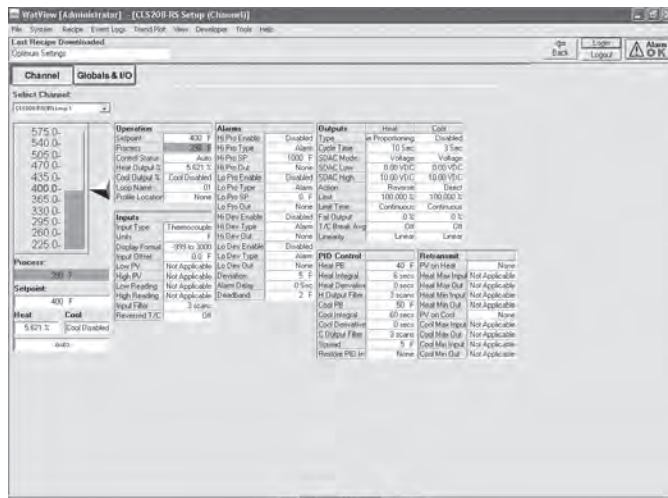 WatView [Administrator] - [CLS208-RS Setup (Channel)]
File System Recipe Event Logs Trend Plot View Developer Tools Help
Last Recipe Downloaded
Optimum Settings
Back
Login
Logout
Alarm
OK
Channel
Globals & I/O
Select Channel:
575.0-
540.0-
505.0-
470.0
435.0-
400.0-
365.0-
330.0
295.0-
260.0-
225.0-
Process:
Setpoint:
400 F
Heat Cool
5.621 % Cool Disabled
Auto
Operation
Setpoint 400 F
Process F
Control Status Auto
Heat Output % 5.621 %
Cool Output % Cool Disabled
Loop Name 01
Profile Location None
Inputs
Input Type Thermocouple
Units F
Display Format -999 to 3000
Input Offset 0.0 F
Low PV Not Applicable
High PV Not Applicable
Low Reading Not Applicable
High Reading Not Applicable
Input Filter 3 scans
Reversed T/C Off
Alarms
Hi Pro Enable Disabled
Hi Pro Type Alarm
Hi Pro SP 1000 F
Hi Pro Out None
Lo Pro Enable Disabled
Lo Pro Type Alarm
Lo Pro SP 0 F
Lo Pro Out None
Hi Dev Enable Disabled
Hi Dev Type Alarm
Hi Dev Out None
Lo Dev Enable Disabled
Lo Dev Type Alarm
Lo Dev Out None
Deviation 5 F
Alarm Delay 0 Sec
Deadband 2 F
Outputs Heat Cool
Type e Proportioning Disabled
Cycle Time 10 Sec 3 Sec
SDAC Mode Voltage Voltage
SDAC Low 0.00 VDC 0.00 VDC
SDAC High 10.00 VDC 10.00 VDC
Action Reverse Direct
Limit 100.000 % 100.000 %
Limit Time Continuous Continuous
Fail Output 0 % 0 %
T/C Break Avg Off Off
Linearity Linear Linear
PID Control
Heat PB 40 F
Heat Integral 6 secs
Heat Derivative 0 secs
H Output Filter 3 scans
Cool PB 50 F
Cool Integral 60 secs
Cool Derivative 0 secs
C Output Filter 3 scans
Spread 5 F
Restore PID In None
Retransmit
PV on Heat None
Heat Max Input Not Applicable
Heat Max Out Not Applicable
Heat Min Input Not Applicable
Heat Min Out Not Applicable
PV on Cool None
Cool Max Input Not Applicable
Cool Max Out Not Applicable
Cool Min Input Not Applicable
Cool Min Out Not Applicable